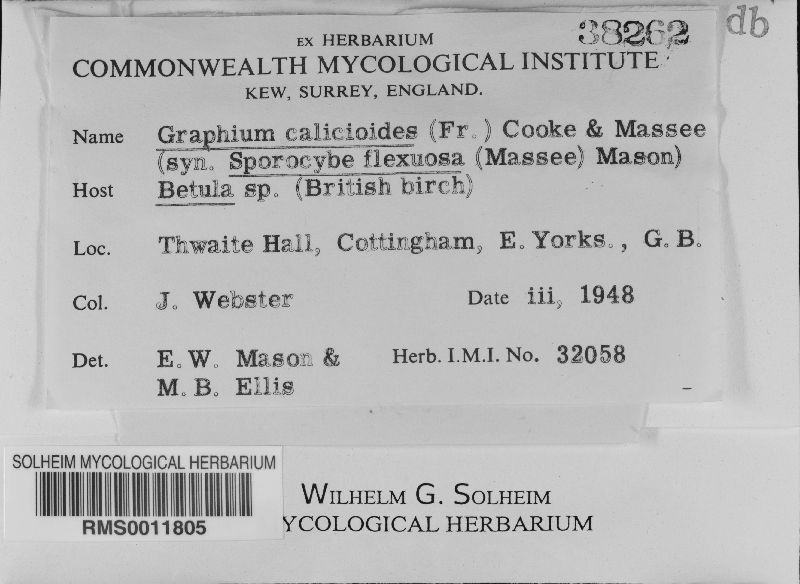 38262
db
EX HERBARIUM
COMMONWEALTH MYCOLOGICAL INSTITUTE
KEW, SURREY, ENGLAND.
Name Graphium calicioides (Fr.) Cooke & Massee
(syn. Sporocybe flexuosa (Massee) Mason)
Host Betula sp. (British birch)
Loc. Thwaite Hall, Cottingham, E. Yorks., G. B.
Col. J. Webster Date iii, 1948
Det. E. W. Mason & Herb. I.M.I. No. 32058
M. B. Ellis
SOLHEIM MYCOLOGICAL HERBARIUM
RMS0011805
WILHELM G. SOLHEIM
YCOLOGICAL HERBARIUM